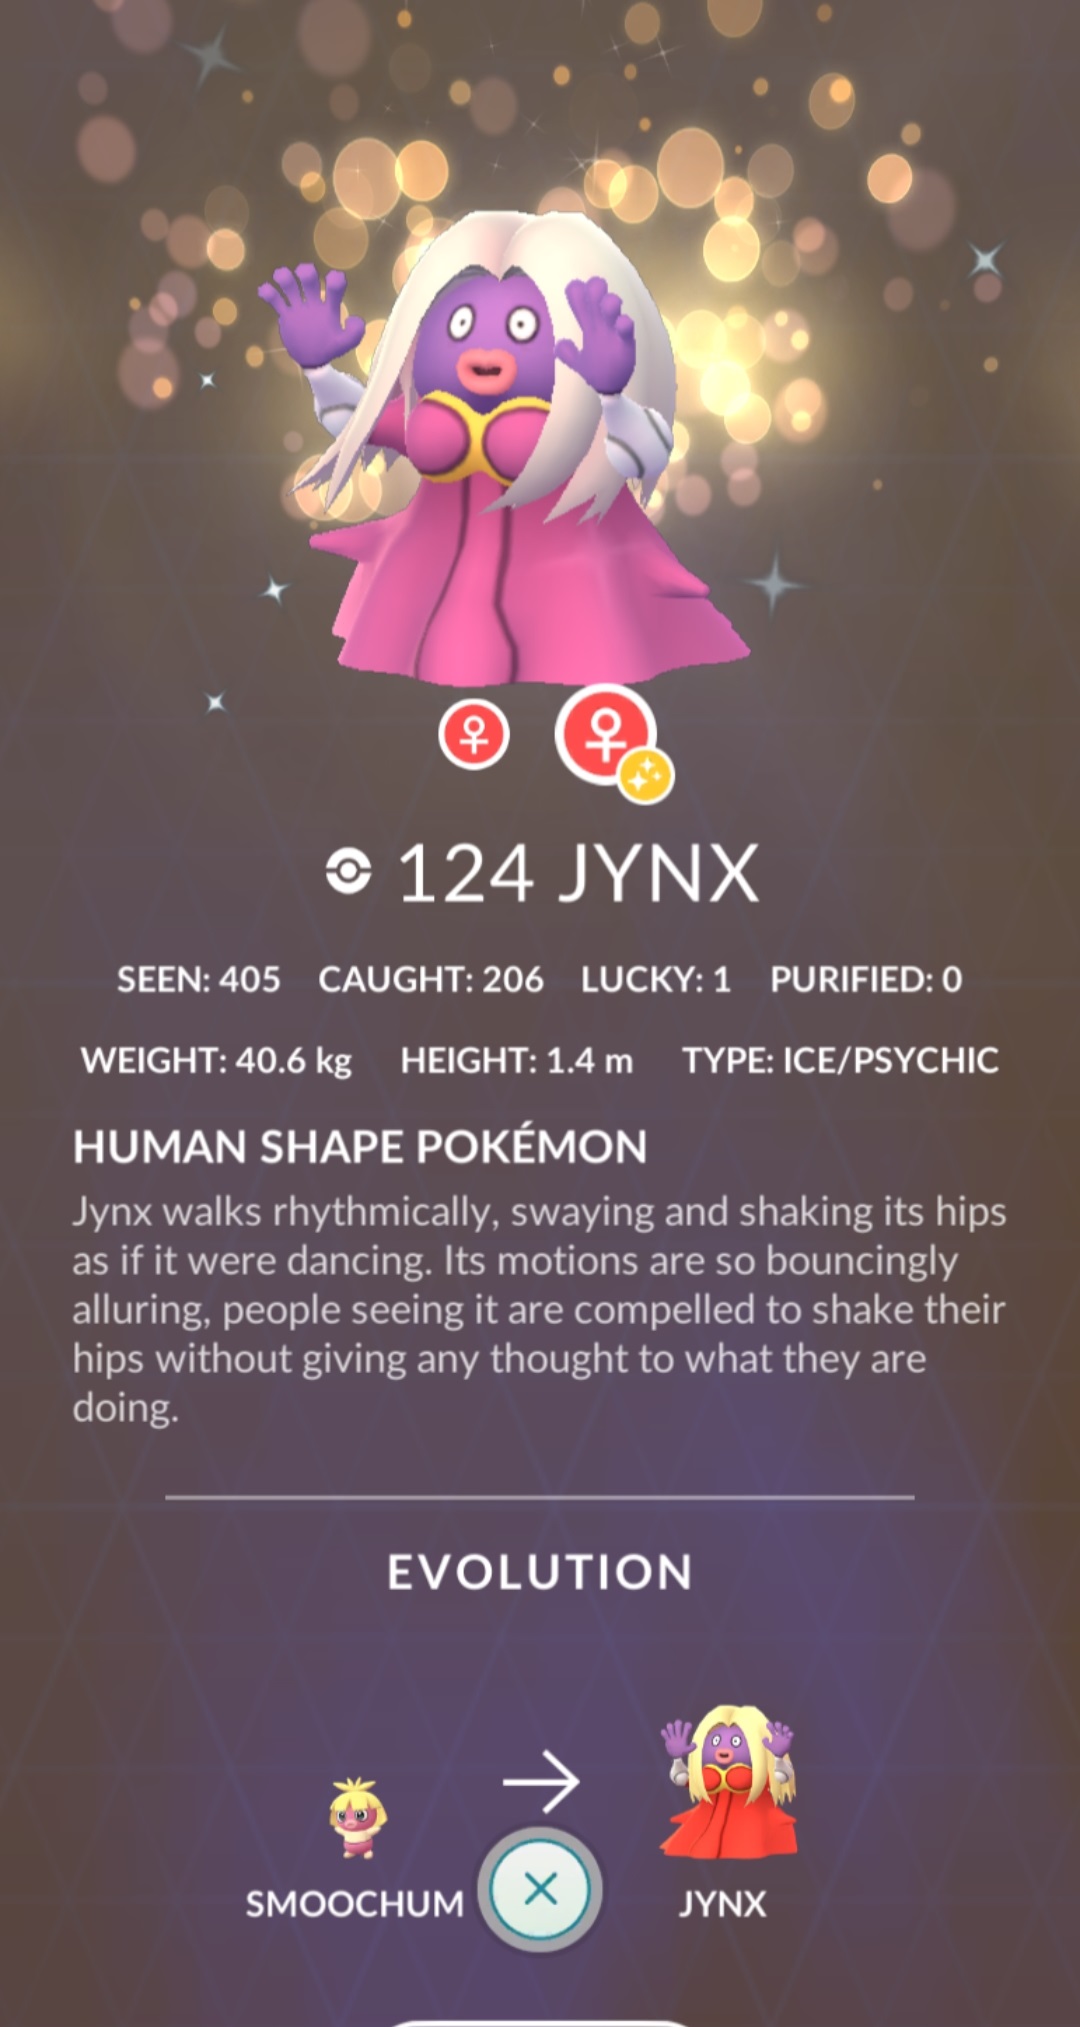 124 JYNX
SEEN: 405 CAUGHT: 206 LUCKY: 1 PURIFIED: 0
WEIGHT: 40.6 kg HEIGHT: 1.4 m TYPE: ICE/PSYCHIC
HUMAN SHAPE POKÉMON
Jynx walks rhythmically, swaying and shaking its hips
as if it were dancing. Its motions are so bouncingly
alluring, people seeing it are compelled to shake their
hips without giving any thought to what they are
doing.
EVOLUTION
SMOOCHUM JYNX